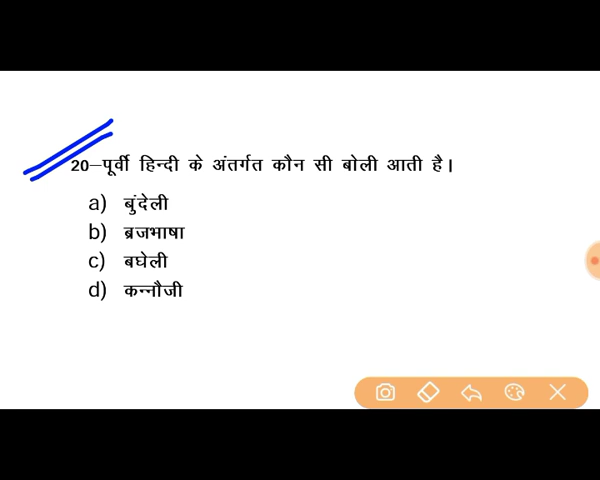 20–पूर्वी हिन्दी के अंतर्गत कौन सी बोली आती है।
a) बुंदेली
b) ब्रजभाषा
c) बघेली
d) कन्नौजी